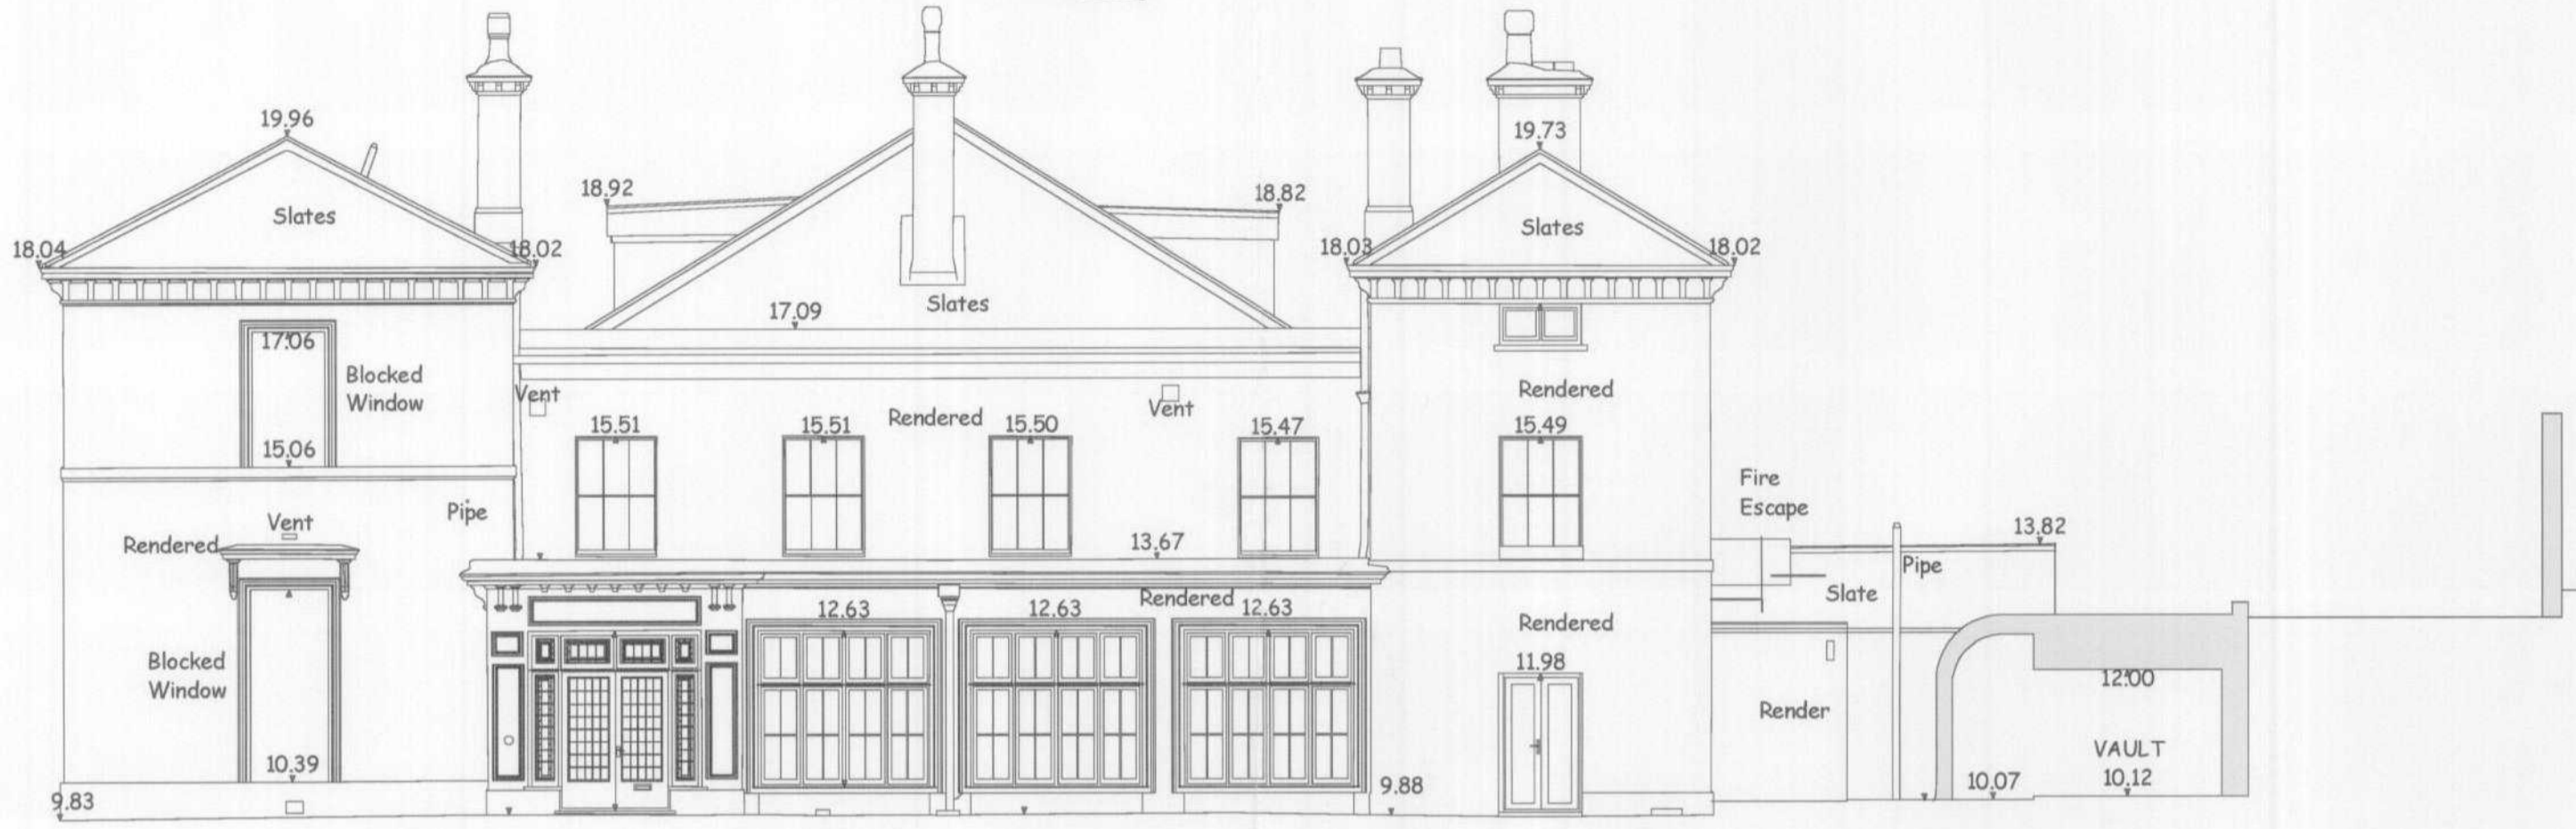 19.96
19.73
18.92
18.82
Slates
Slates
18.04
18.02
18.03
18.02
Slates
17.09
17.06
Blocked
Window
Vent
Vent
Rendered
Rendered
15.51
15.51
15.50
15.47
15.49
15.06
Fire
Escape
Pipe
Vent
Rendered
13.67
13.82
Pipe
Slate
12.63
12.63
Rendered
12.63
Rendered
Blocked
Window
11.98
12.00
Render
VAULT
10.39
10.07
10.12
9.83
9.88